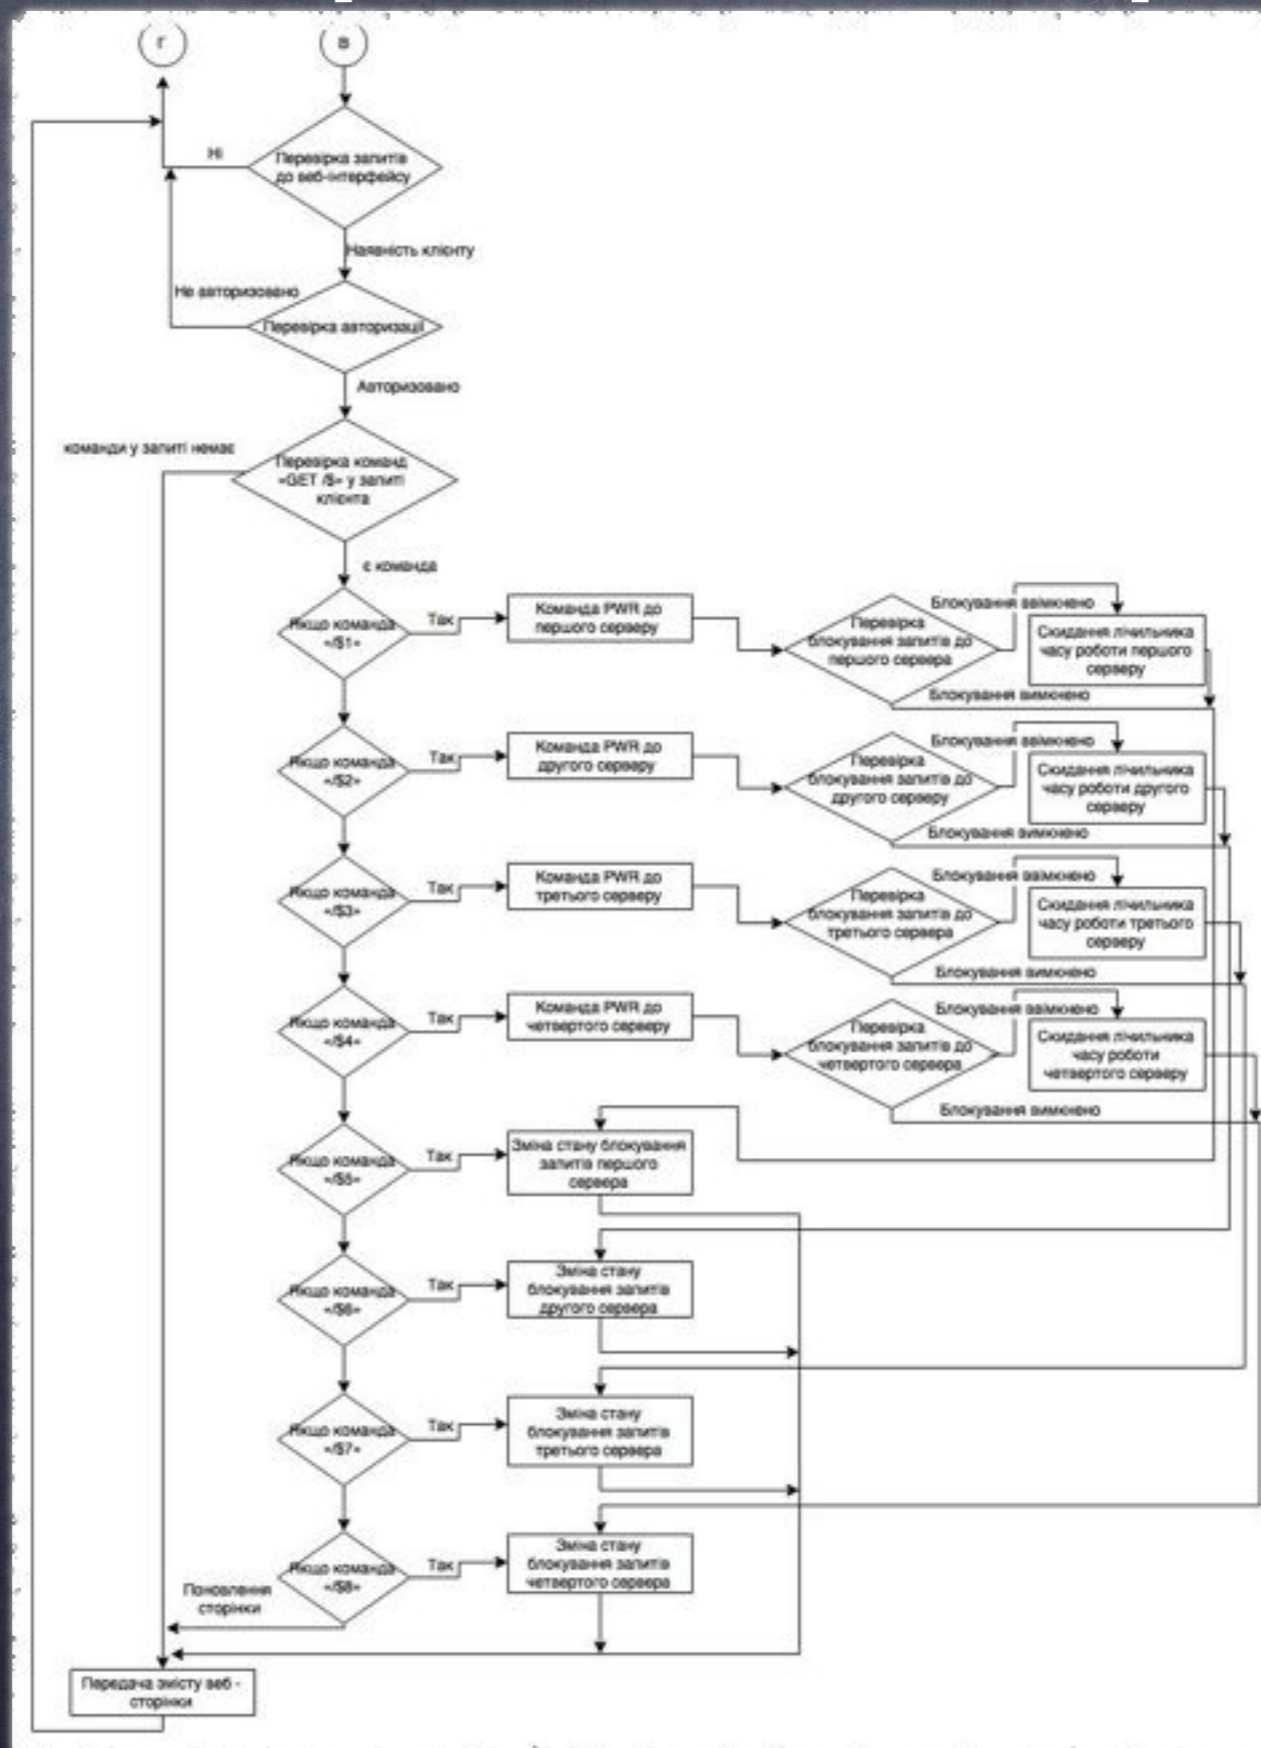 Г
В
Перевірка запитів
до веб-інтерфейсу
Ні
Наявність клієнту
Не авторизовано
Перевірка авторизації
Авторизовано
команди у запиті немає
Перевірка команд
«GET /$» у запиті
клієнта
є команда
Якщо команда
«/$1»
Так
Команда PWR до
першого серверу
Перевірка
блокування запитів до
першого сервера
Блокування ввімкнено
Скидання лічильника
часу роботи першого
серверу
Блокування вимкнено
Якщо команда
«/$2»
Так
Команда PWR до
другого серверу
Перевірка
блокування запитів до
другого серверу
Блокування ввімкнено
Скидання лічильника
часу роботи другого
серверу
Блокування вимкнено
Якщо команда
«/$3»
Так
Команда PWR до
третього серверу
Перевірка
блокування запитів до
третього сервера
Блокування ввімкнено
Скидання лічильника
часу роботи третього
серверу
Блокування вимкнено
Якщо команда
«/$4»
Так
Команда PWR до
четвертого серверу
Перевірка
блокування запитів до
четвертого сервера
Блокування ввімкнено
Скидання лічильника
часу роботи
четвертого серверу
Блокування вимкнено
Якщо команда
«/$5»
Так
Зміна стану блокування
запитів першого
сервера
Якщо команда
«/$6»
Так
Зміна стану
блокування запитів
другого сервера
Якщо команда
«/$7»
Так
Зміна стану
блокування запитів
третього сервера
Якщо команда
«/$8»
Так
Зміна стану
блокування запитів
четвертого сервера
Поновлення
сторінки
Передача змісту веб -
сторінки